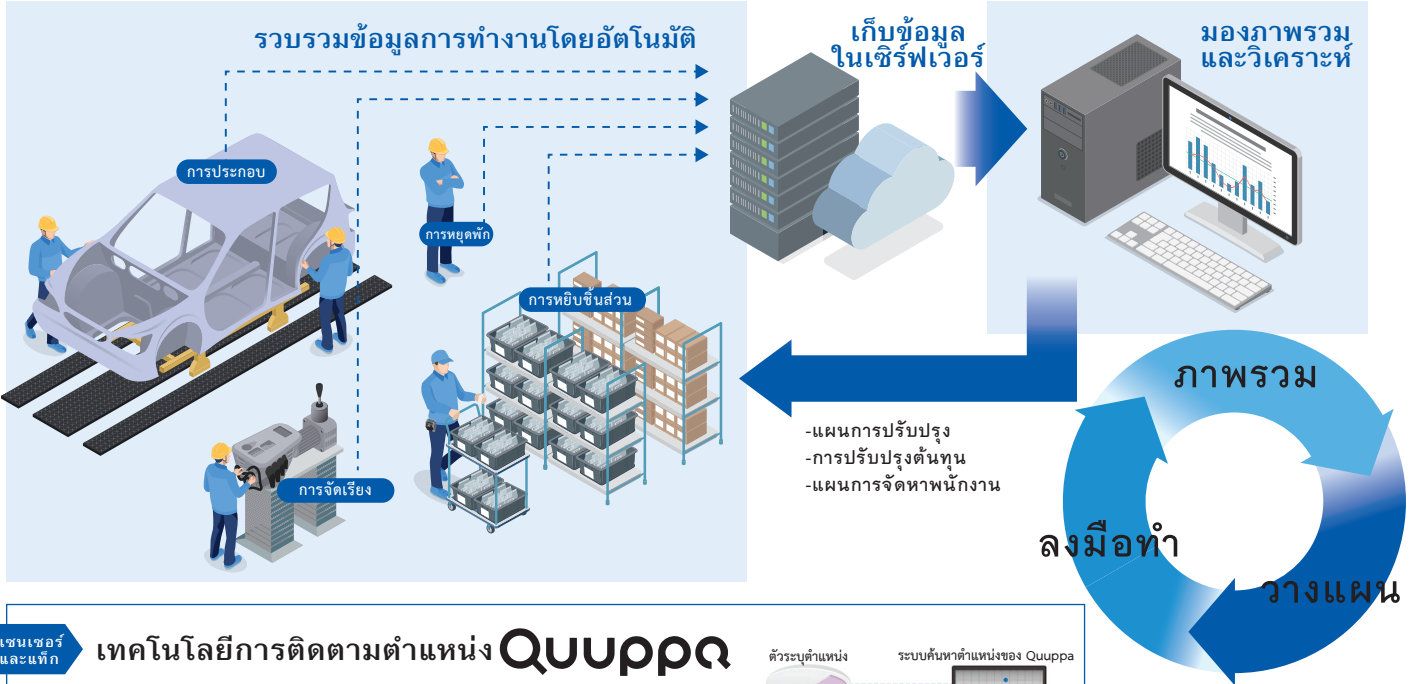 รวบรวมข้อมูลการทำงานโดยอัตโนมัติ
เก็บข้อมูล
ในเซิร์ฟเวอร์
มองภาพรวม
และวิเคราะห์
การประกอบ
การหยุดพัก
การหยิบชิ้นส่วน
การจัดเรียง
-แผนการปรับปรุง
-การปรับปรุงต้นทุน
-แผนการจัดหาพนักงาน
ภาพรวม
ลงมือทำ
วางแผน
เซนเซอร์
และแท็ก
เทคโนโลยีการติดตามตำแหน่ง Quuppa
ตัวระบุตำแหน่ง
ระบบค้นหาตำแหน่งของ Quuppa